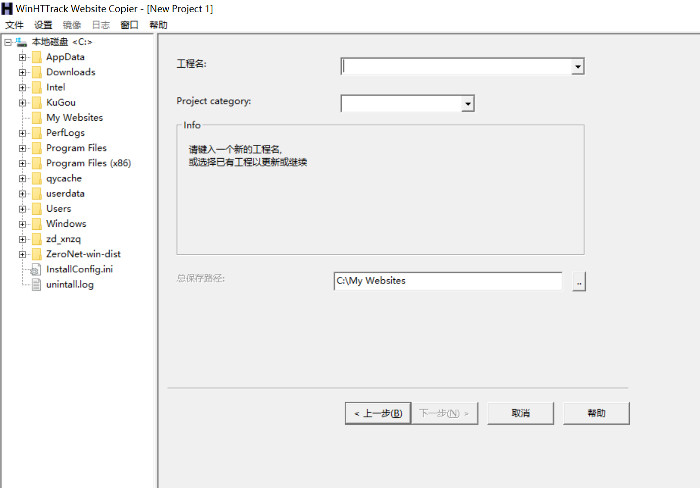 WinHTTrack Website Copier - [New Project 1]
文件 设置 镜像 日志 窗口 帮助
本地磁盘 <C:>
AppData
Downloads
Intel
KuGou
My Websites
PerfLogs
Program Files
Program Files (x86)
qycache
userdata
Users
Windows
zd_xnzq
ZeroNet-win-dist
InstallConfig.ini
unintall.log
工程名:
Project category:
Info
请键入一个新的工程名,
或选择已有工程以更新或继续
总保存路径:
C:\My Websites
..
< 上一步(B) 下一步(N) > 取消 帮助